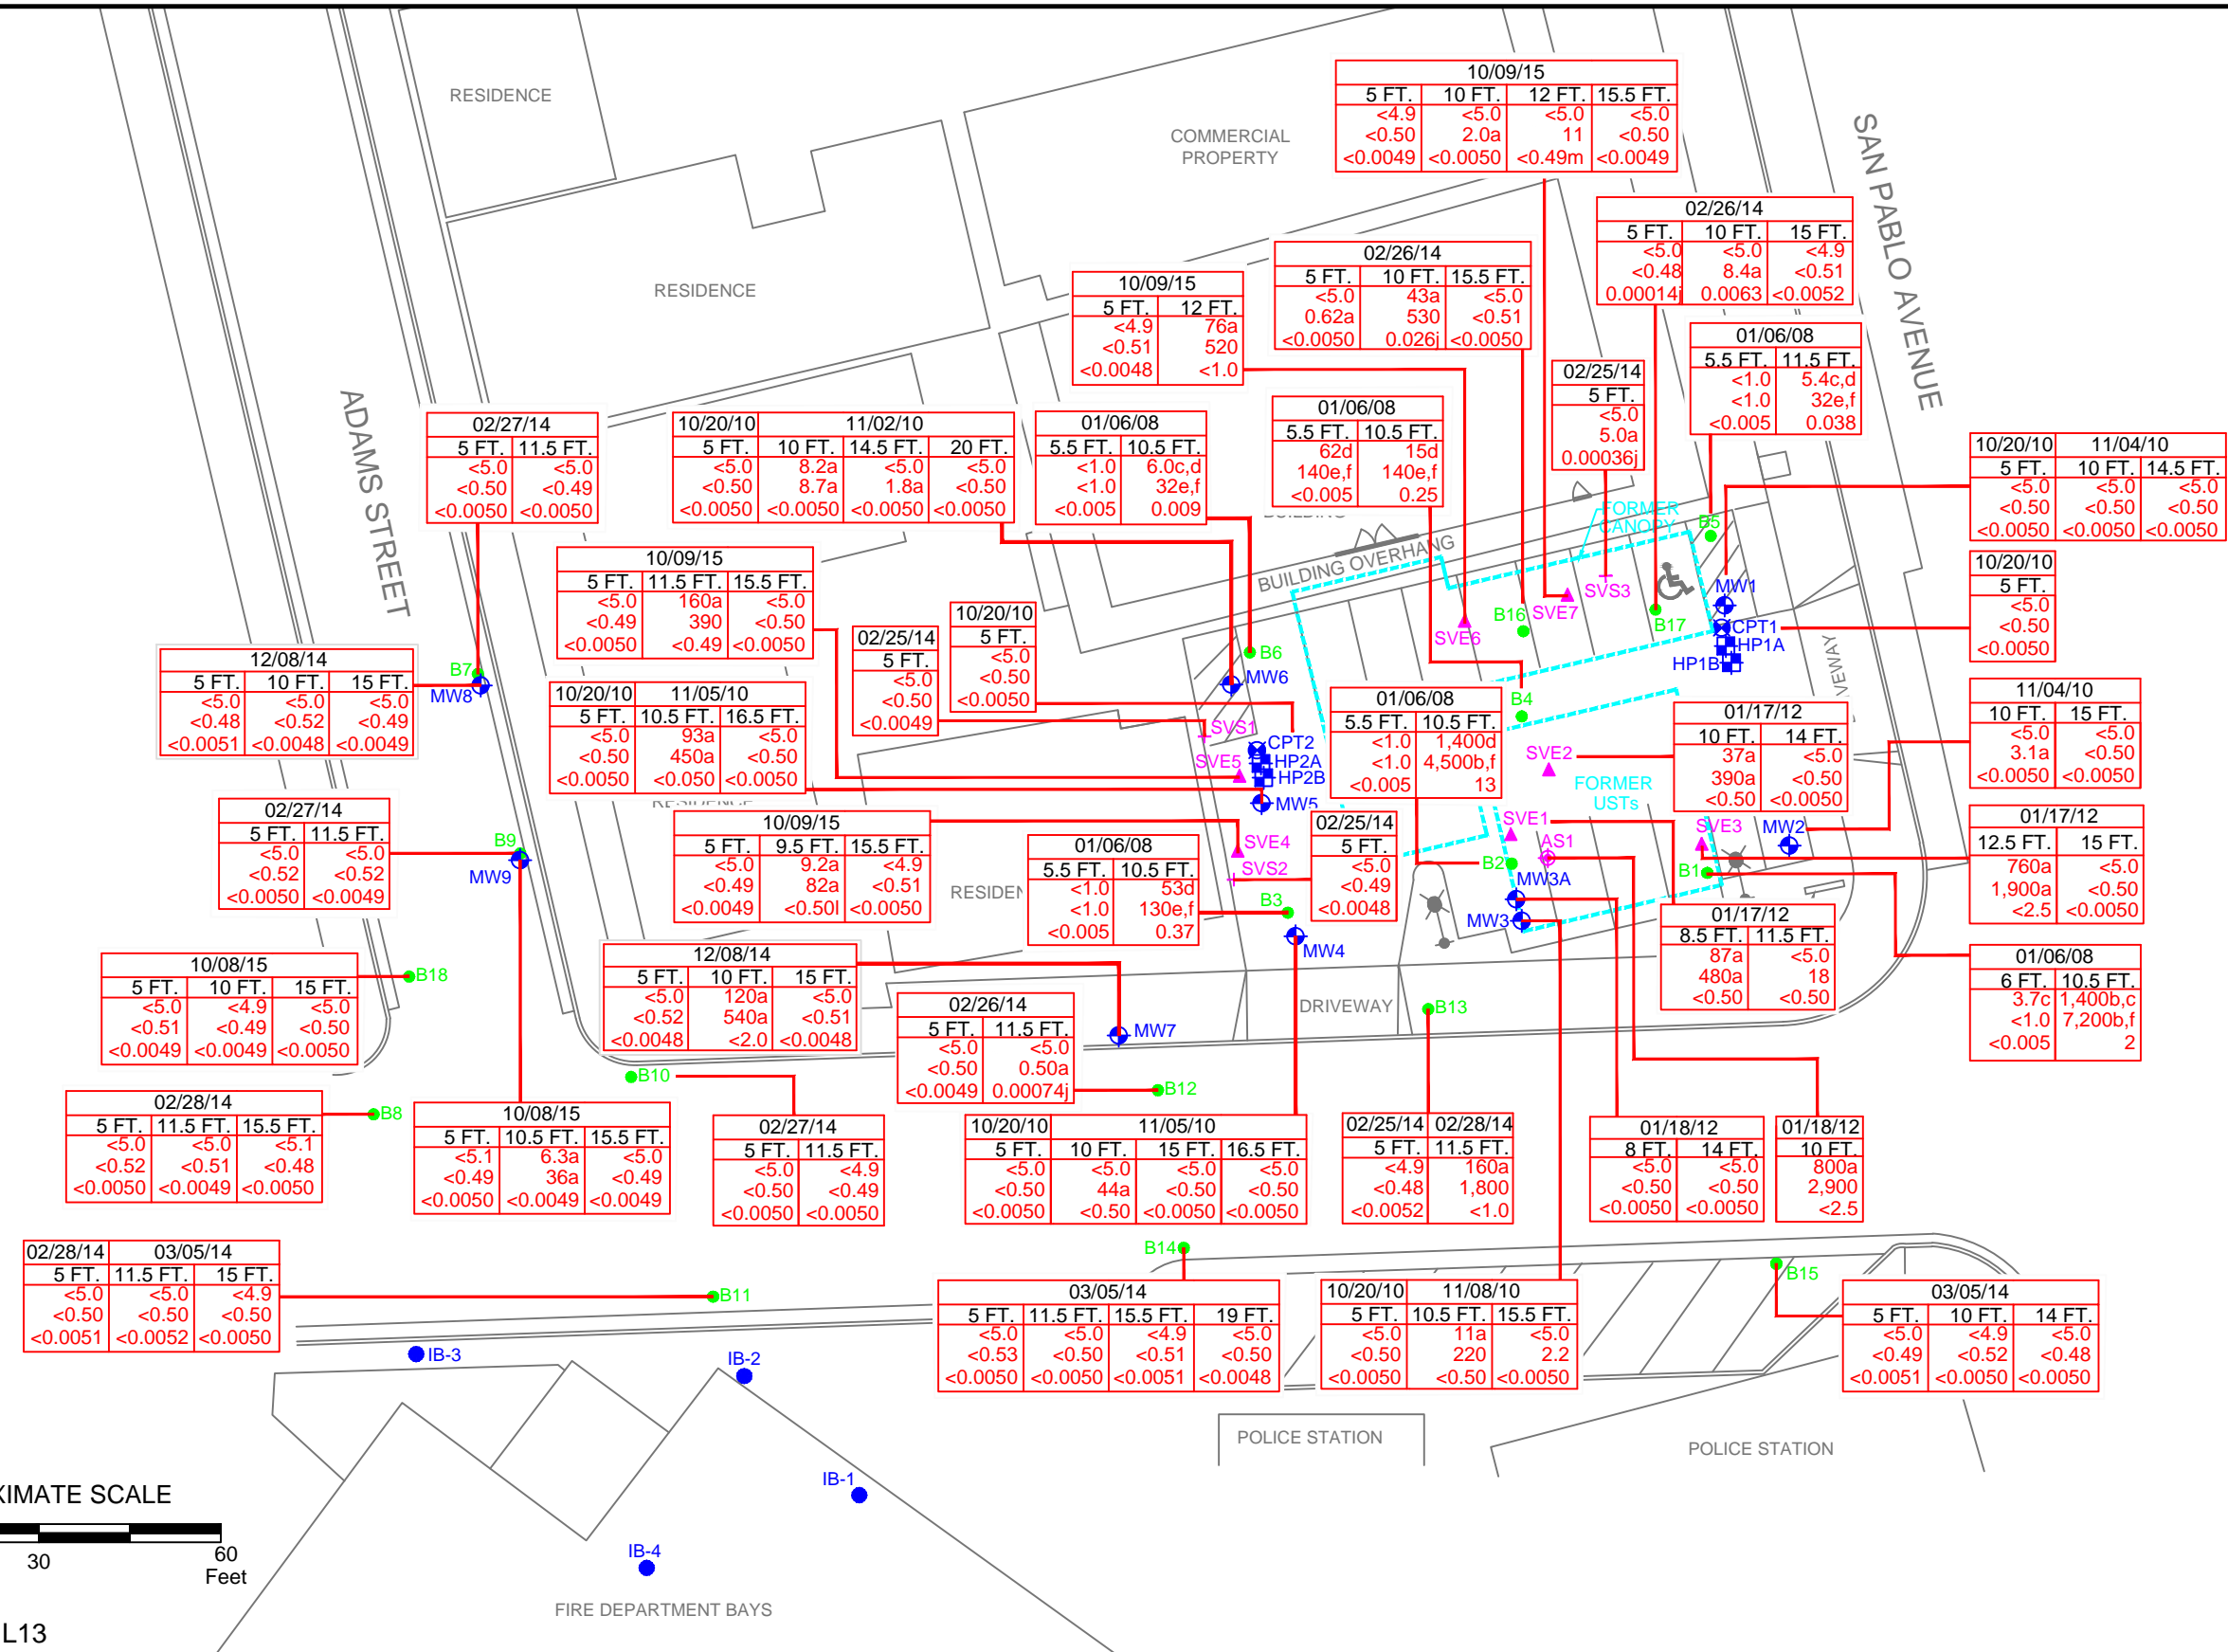 RESIDENCE
COMMERCIAL
PROPERTY
RESIDENCE
ADAMS STREET
SAN PABLO AVENUE
10/09/15
5 FT. 10 FT. 12 FT. 15.5 FT.
<4.9 <5.0 <5.0 <5.0
<0.50 2.0a 11 <0.50
<0.0049 <0.0050 <0.49m <0.0049
02/26/14
5 FT. 10 FT. 15 FT.
<5.0 <5.0 <4.9
<0.48 8.4a <0.51
0.00014j 0.0063 <0.0052
02/26/14
5 FT. 10 FT. 15.5 FT.
<5.0 43a <5.0
0.62a 530 <0.51
<0.0050 0.026j <0.0050
10/09/15
5 FT. 12 FT.
<4.9 76a
<0.51 520
<0.0048 <1.0
01/06/08
5.5 FT. 11.5 FT.
<1.0 5.4c,d
<1.0 32e,f
<0.005 0.038
02/25/14
5 FT.
<5.0
5.0a
0.00036j
01/06/08
5.5 FT. 10.5 FT.
62d 15d
140e,f 140e,f
<0.005 0.25
02/27/14
5 FT. 11.5 FT.
<5.0 <5.0
<0.50 <0.49
<0.0050 <0.0050
10/20/10 11/02/10
5 FT. 10 FT. 14.5 FT. 20 FT.
<5.0 8.2a <5.0 <5.0
<0.50 8.7a 1.8a <0.50
<0.0050 <0.0050 <0.0050 <0.0050
01/06/08
5.5 FT. 10.5 FT.
<1.0 6.0c,d
<1.0 32e,f
<0.005 0.009
10/20/10 11/04/10
5 FT. 10 FT. 14.5 FT.
<5.0 <5.0 <5.0
<0.50 <0.50 <0.50
<0.0050 <0.0050 <0.0050
10/20/10
5 FT.
<5.0
<0.50
<0.0050
FORMER
CANOPY
BUILDING OVERHANG
B5
MW1
CPT1
HP1A
HP1B
SVS3
SVE7
B16
SVE6
B17
B6
MW6
B4
10/09/15
5 FT. 11.5 FT. 15.5 FT.
<5.0 160a <5.0
<0.49 390 <0.50
<0.0050 <0.49 <0.0050
10/20/10
5 FT.
<5.0
<0.50
<0.0050
02/25/14
5 FT.
<5.0
<0.50
<0.0049
12/08/14
5 FT. 10 FT. 15 FT.
<5.0 <5.0 <5.0
<0.48 <0.52 <0.49
<0.0051 <0.0048 <0.0049
B7
MW8
10/20/10 11/05/10
5 FT. 10.5 FT. 16.5 FT.
<5.0 93a <5.0
<0.50 450a <0.50
<0.0050 <0.050 <0.0050
SVS1
CPT2
HP2A
HP2B
SVE5
MW5
01/06/08
5.5 FT. 10.5 FT.
<1.0 1,400d
<1.0 4,500b,f
<0.005 13
SVE2
FORMER
USTs
01/17/12
10 FT. 14 FT.
37a <5.0
390a <0.50
<0.50 <0.0050
11/04/10
10 FT. 15 FT.
<5.0 <5.0
3.1a <0.50
<0.0050 <0.0050
02/27/14
5 FT. 11.5 FT.
<5.0 <5.0
<0.52 <0.52
<0.0050 <0.0049
B9
MW9
10/09/15
5 FT. 9.5 FT. 15.5 FT.
<5.0 9.2a <4.9
<0.49 82a <0.51
<0.0049 <0.50l <0.0050
SVE4
SVS2
B3
MW4
01/06/08
5.5 FT. 10.5 FT.
<1.0 53d
<1.0 130e,f
<0.005 0.37
02/25/14
5 FT.
<5.0
<0.49
<0.0048
SVE1
AS1
B2
MW3A
MW3
SVE3
MW2
B1
01/17/12
12.5 FT. 15 FT.
760a <5.0
1,900a <0.50
<2.5 <0.0050
01/17/12
8.5 FT. 11.5 FT.
87a <5.0
480a 18
<0.50 <0.50
01/06/08
6 FT. 10.5 FT.
3.7c 1,400b,c
<1.0 7,200b,f
<0.005 2
10/08/15
5 FT. 10 FT. 15 FT.
<5.0 <4.9 <5.0
<0.51 <0.49 <0.50
<0.0049 <0.0049 <0.0050
B18
12/08/14
5 FT. 10 FT. 15 FT.
<5.0 120a <5.0
<0.52 540a <0.51
<0.0048 <2.0 <0.0048
MW7
02/26/14
5 FT. 11.5 FT.
<5.0 <5.0
<0.50 0.50a
<0.0049 0.00074j
B12
DRIVEWAY
B13
B10
02/28/14
5 FT. 11.5 FT. 15.5 FT.
<5.0 <5.0 <5.1
<0.52 <0.51 <0.48
<0.0050 <0.0049 <0.0050
B8
10/08/15
5 FT. 10.5 FT. 15.5 FT.
<5.1 6.3a <5.0
<0.49 36a <0.49
<0.0050 <0.0049 <0.0049
02/27/14
5 FT. 11.5 FT.
<5.0 <4.9
<0.50 <0.49
<0.0050 <0.0050
10/20/10 11/05/10
5 FT. 10 FT. 15 FT. 16.5 FT.
<5.0 <5.0 <5.0 <5.0
<0.50 44a <0.50 <0.50
<0.0050 <0.50 <0.0050 <0.0050
02/25/14 02/28/14
5 FT. 11.5 FT.
<4.9 160a
<0.48 1,800
<0.0052 <1.0
01/18/12
8 FT. 14 FT.
<5.0 <5.0
<0.50 <0.50
<0.0050 <0.0050
01/18/12
10 FT.
800a
2,900
<2.5
02/28/14 03/05/14
5 FT. 11.5 FT. 15 FT.
<5.0 <5.0 <4.9
<0.50 <0.50 <0.50
<0.0051 <0.0052 <0.0050
B11
B14
03/05/14
5 FT. 11.5 FT. 15.5 FT. 19 FT.
<5.0 <5.0 <4.9 <5.0
<0.53 <0.50 <0.51 <0.50
<0.0050 <0.0050 <0.0051 <0.0048
10/20/10 11/08/10
5 FT. 10.5 FT. 15.5 FT.
<5.0 11a <5.0
<0.50 220 2.2
<0.0050 <0.50 <0.0050
B15
03/05/14
5 FT. 10 FT. 14 FT.
<5.0 <4.9 <5.0
<0.49 <0.52 <0.48
<0.0051 <0.0050 <0.0050
IB-3
IB-2
IB-1
IB-4
POLICE STATION
POLICE STATION
FIRE DEPARTMENT BAYS
XIMATE SCALE
30 60
Feet
L13